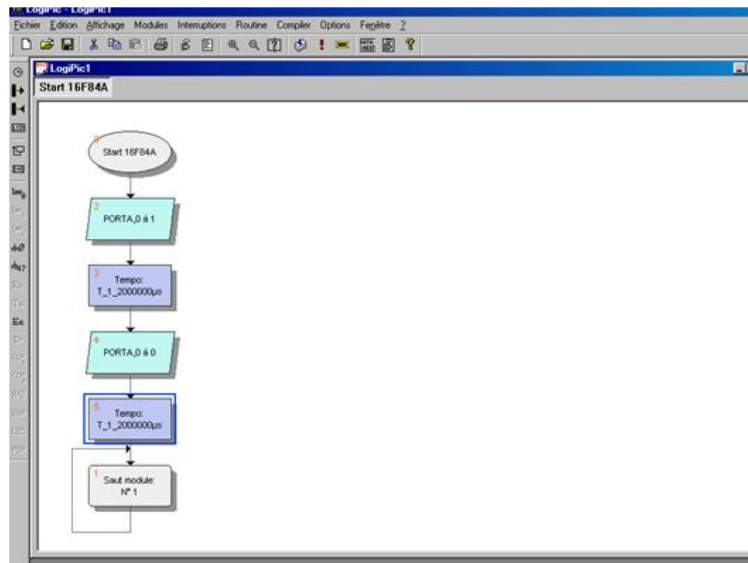 LogiPic - LogiPic1
Fichier Edition Affichage Modules Interruptions Routine Compiler Options Fenêtre ?
LogiPic1
Start 16F84A
0
Start 16F84A
2
PORTA,0 à 1
3
Tempo:
T_1_2000000µs
4
PORTA,0 à 0
5
Tempo:
T_1_2000000µs
1
Saut module:
N° 1